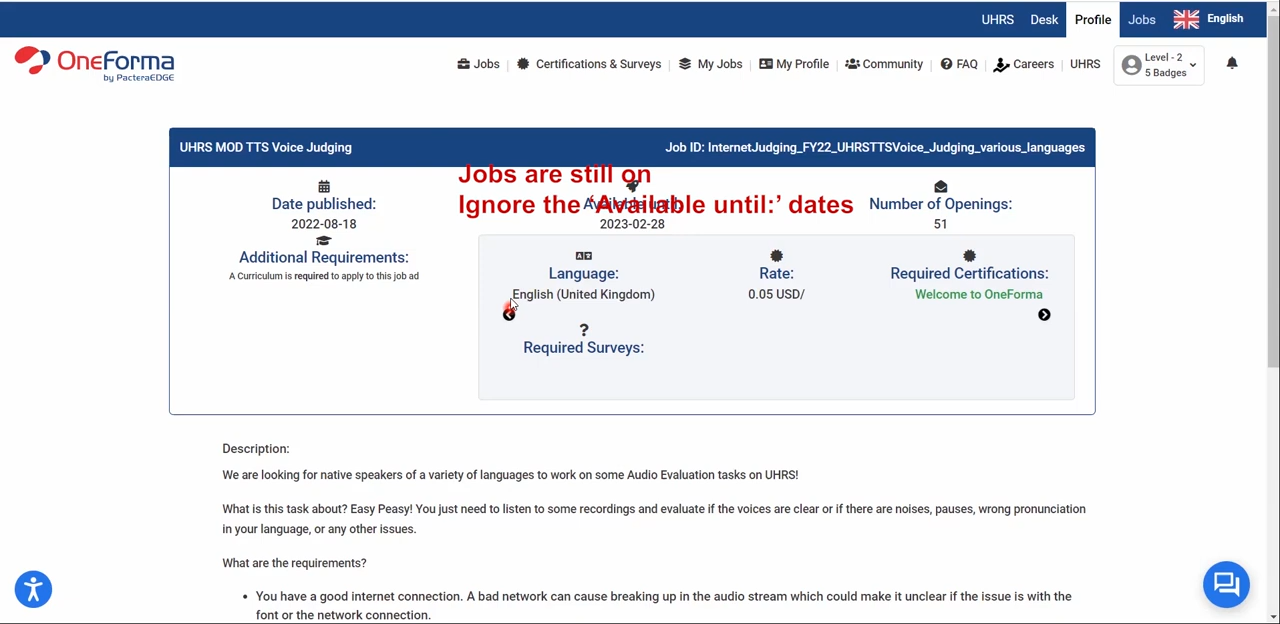 UHRS Desk Profile Jobs English
OneForma
by PacteraEDGE
Jobs Certifications & Surveys My Jobs My Profile Community FAQ Careers UHRS
Level - 2
5 Badges
UHRS MOD TTS Voice Judging
Job ID: InternetJudging_FY22_UHRSTTSVoice_Judging_various_languages
Jobs are still on
Ignore the ‘Available until:’ dates
Date published:
2022-08-18
Available until:
2023-02-28
Number of Openings:
51
Additional Requirements:
A Curriculum is required to apply to this job ad
Language:
English (United Kingdom)
Rate:
0.05 USD/
Required Certifications:
Welcome to OneForma
?
Required Surveys:
Description:
We are looking for native speakers of a variety of languages to work on some Audio Evaluation tasks on UHRS!
What is this task about? Easy Peasy! You just need to listen to some recordings and evaluate if the voices are clear or if there are noises, pauses, wrong pronunciation
in your language, or any other issues.
What are the requirements?
• You have a good internet connection. A bad network can cause breaking up in the audio stream which could make it unclear if the issue is with the
font or the network connection.